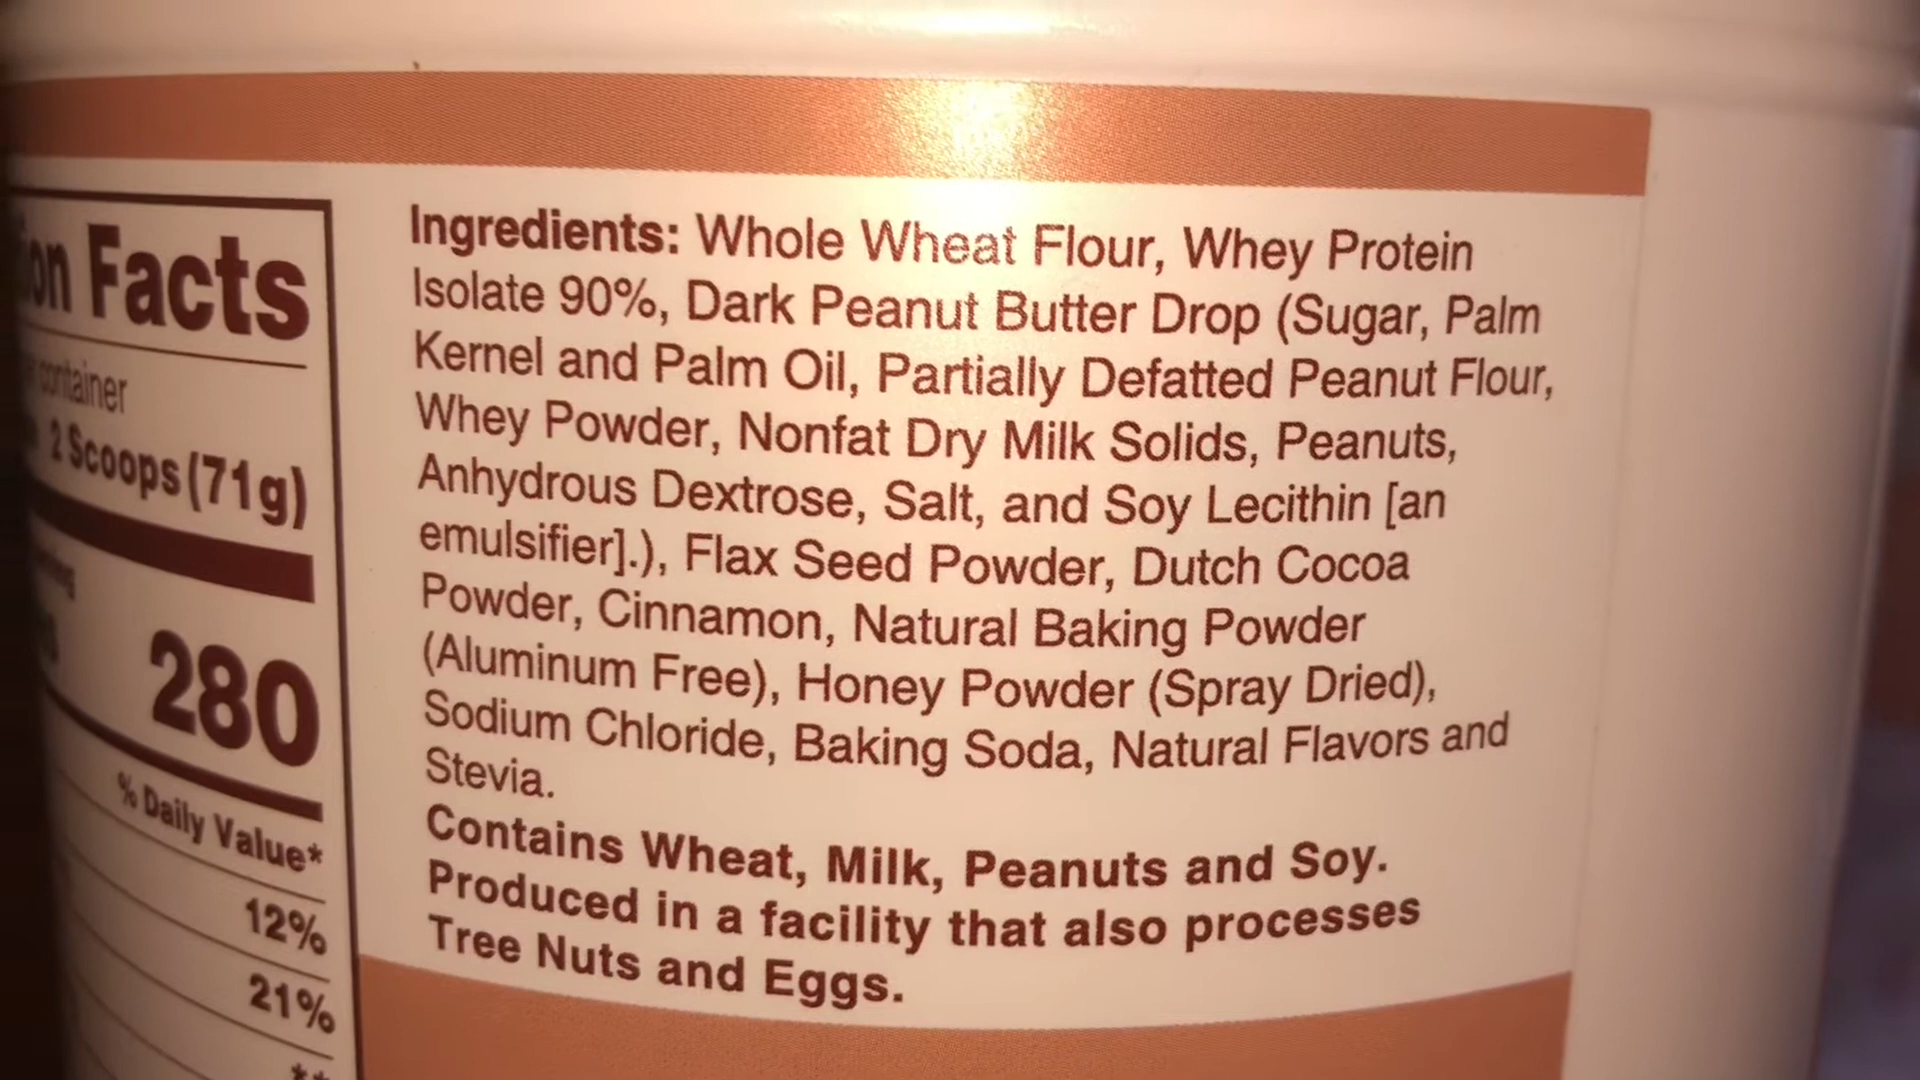 on Facts
container
2 Scoops (71g)
280
% Daily Value*
12%
21%
**
Ingredients: Whole Wheat Flour, Whey Protein
Isolate 90%, Dark Peanut Butter Drop (Sugar, Palm
Kernel and Palm Oil, Partially Defatted Peanut Flour,
Whey Powder, Nonfat Dry Milk Solids, Peanuts,
Anhydrous Dextrose, Salt, and Soy Lecithin [an
emulsifier].), Flax Seed Powder, Dutch Cocoa
Powder, Cinnamon, Natural Baking Powder
(Aluminum Free), Honey Powder (Spray Dried),
Sodium Chloride, Baking Soda, Natural Flavors and
Stevia.
Contains Wheat, Milk, Peanuts and Soy.
Produced in a facility that also processes
Tree Nuts and Eggs.